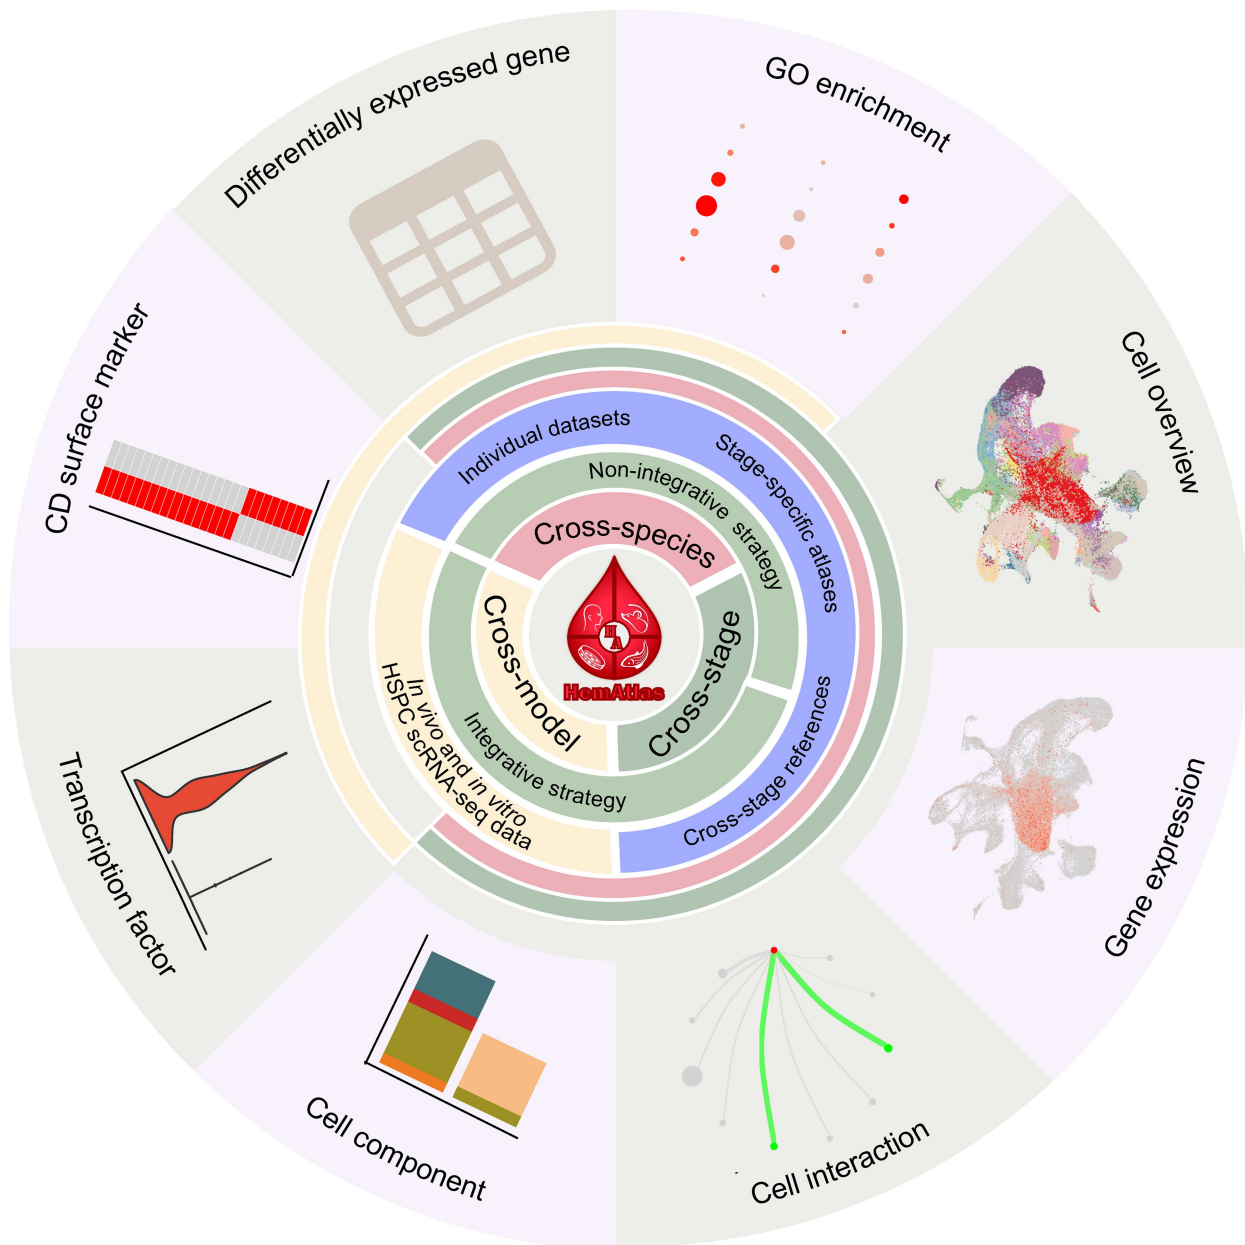 Differentially expressed gene
GO enrichment
Cell overview
Gene expression
Cell interaction
Cell component
Transcription factor
CD surface marker
Individual datasets
Stage-specific atlases
Cross-stage references
In vivo and in vitro
HSPC scRNA-seq data
Non-integrative strategy
Integrative strategy
Cross-species
Cross-stage
Cross-model
H
A
HemAtlas